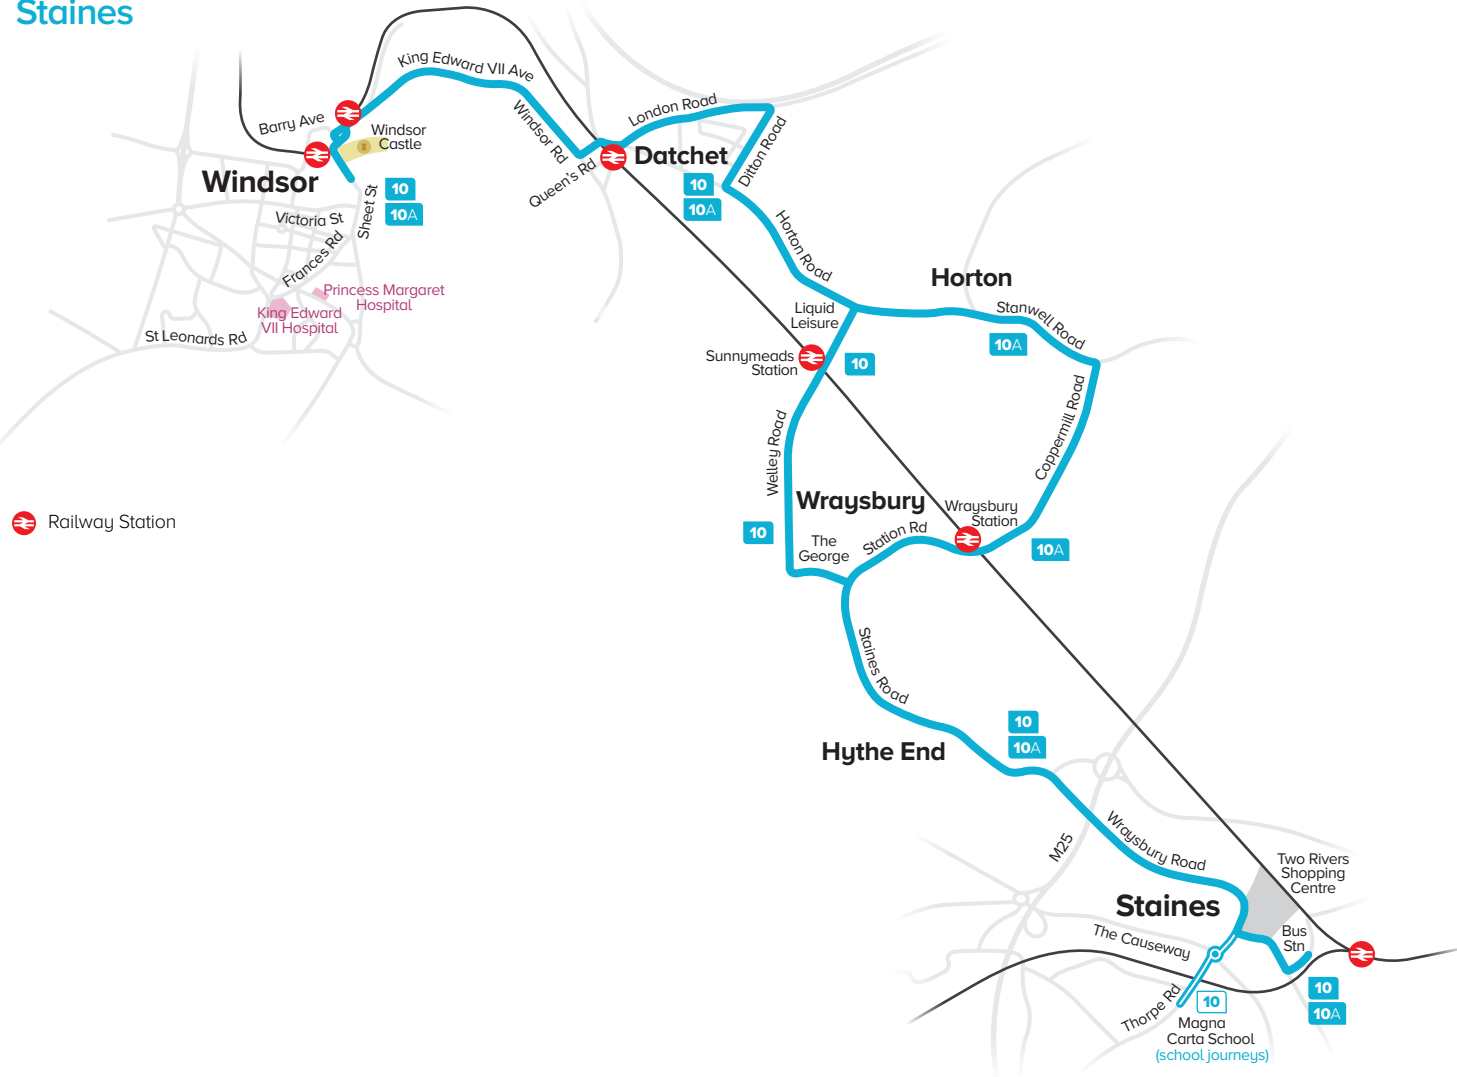 Staines
King Edward VII Ave
Barry Ave
Windsor
Castle
Windsor
10
10A
Sheet St
Victoria St
Frances Rd
Princess Margaret
Hospital
King Edward
VII Hospital
St Leonards Rd
Windsor Rd
Queen's Rd
London Road
Datchet
10
10A
Ditton Road
Horton Road
Horton
Liquid
Leisure
Stanwell Road
10A
Sunnymeads
Station
10
Coppermill Road
Welley Road
Wraysbury
Wraysbury
Station
10
The
George
Station Rd
10A
Railway Station
Staines Road
Hythe End
10
10A
M25
Wraysbury Road
Two Rivers
Shopping
Centre
Staines
The Causeway
Bus
Stn
10
10A
Thorpe Rd
10
Magna
Carta School
(school journeys)